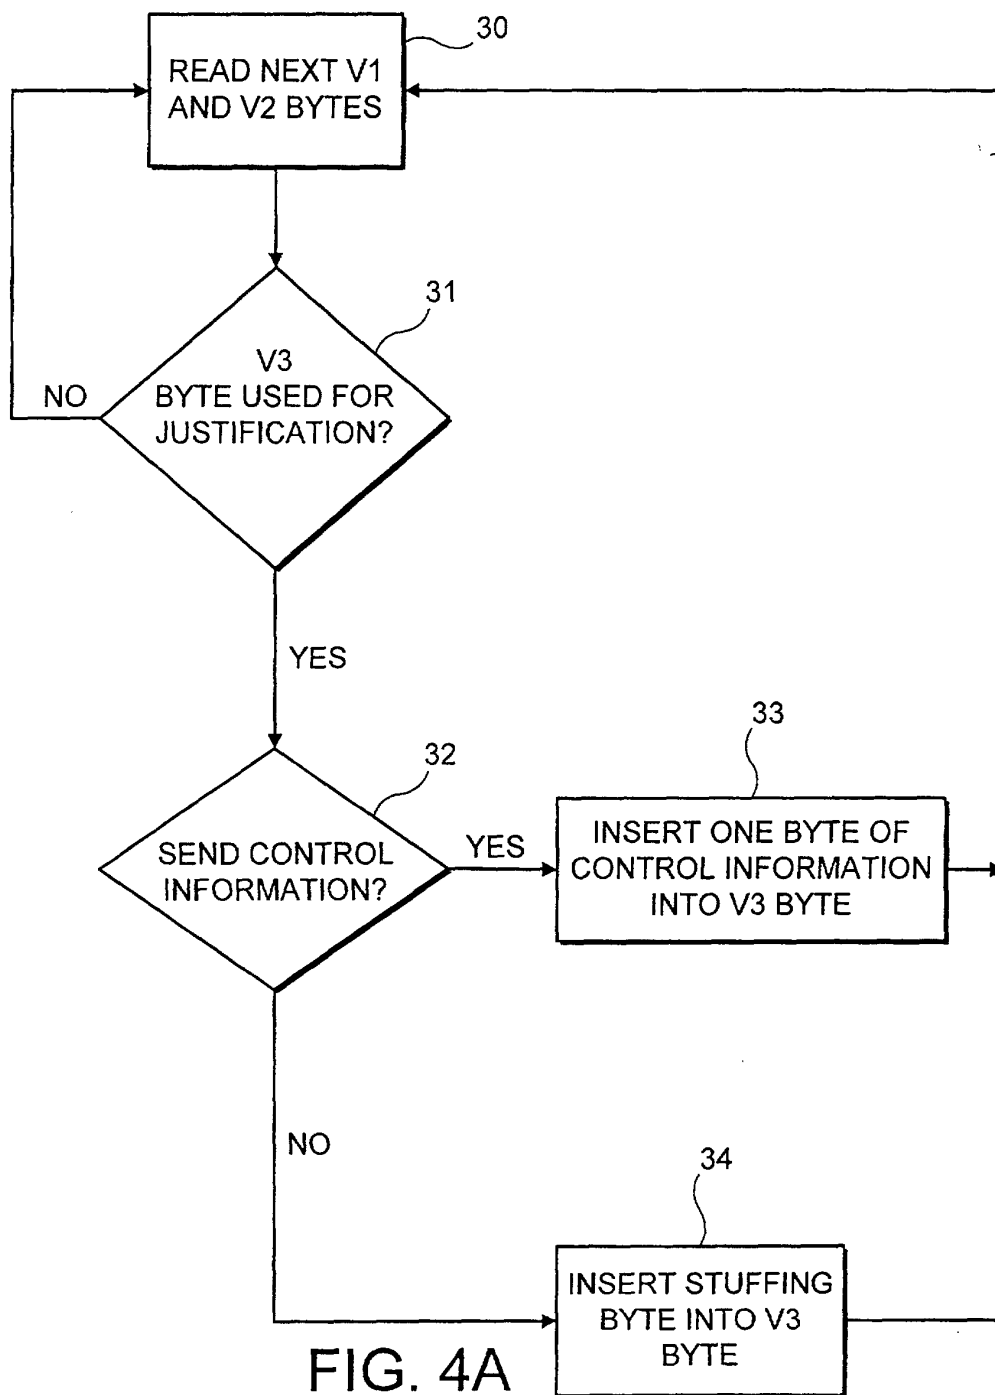 30
READ NEXT V1
AND V2 BYTES
31
V3
BYTE USED FOR
JUSTIFICATION?
NO
YES
32
SEND CONTROL
INFORMATION?
YES
33
INSERT ONE BYTE OF
CONTROL INFORMATION
INTO V3 BYTE
NO
34
INSERT STUFFING
BYTE INTO V3
BYTE
FIG. 4A